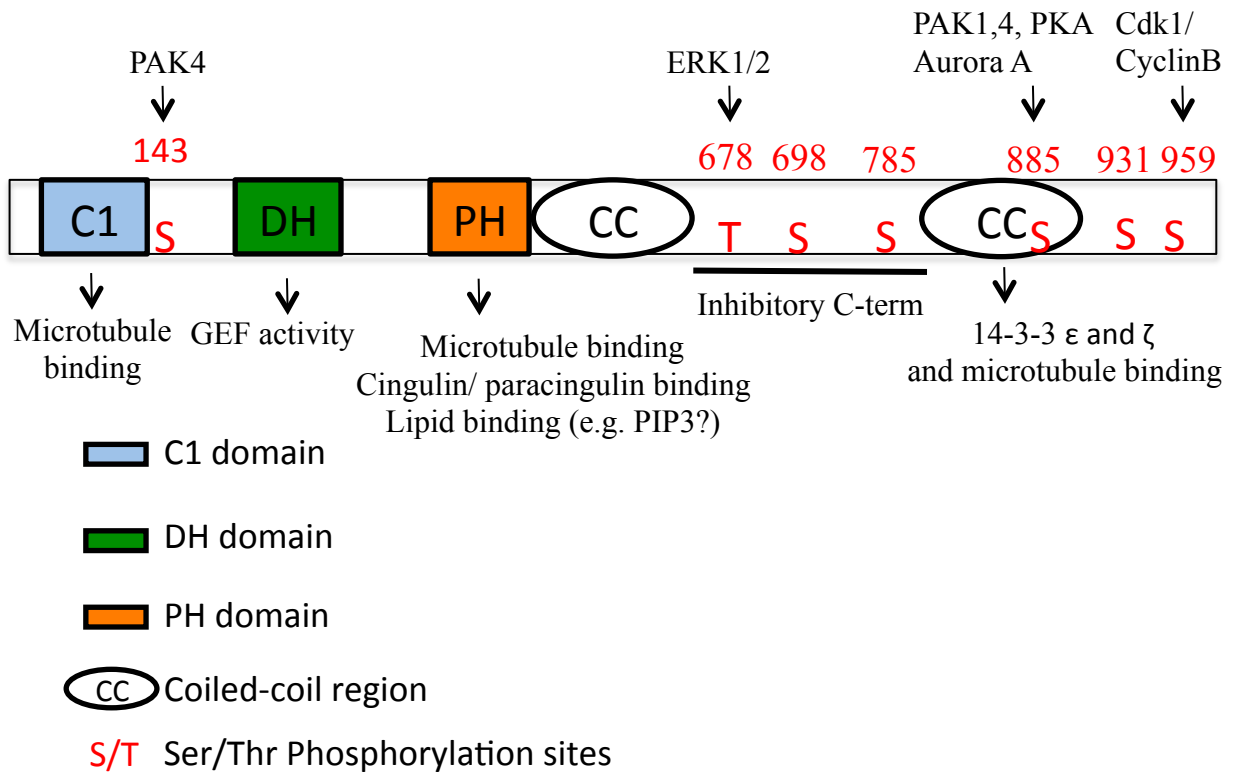 PAK4
ERK1/2
PAK1,4, PKA
Aurora A
Cdk1/
CyclinB
143
678
698
785
885
931
959
C1
S
DH
PH
CC
T
S
S
CC
S
S
S
Microtubule
binding
GEF activity
Microtubule binding
Cingulin/ paracingulin binding
Lipid binding (e.g. PIP3?)
Inhibitory C-term
14-3-3 ε and ζ
and microtubule binding
C1 domain
DH domain
PH domain
CC Coiled-coil region
S/T Ser/Thr Phosphorylation sites